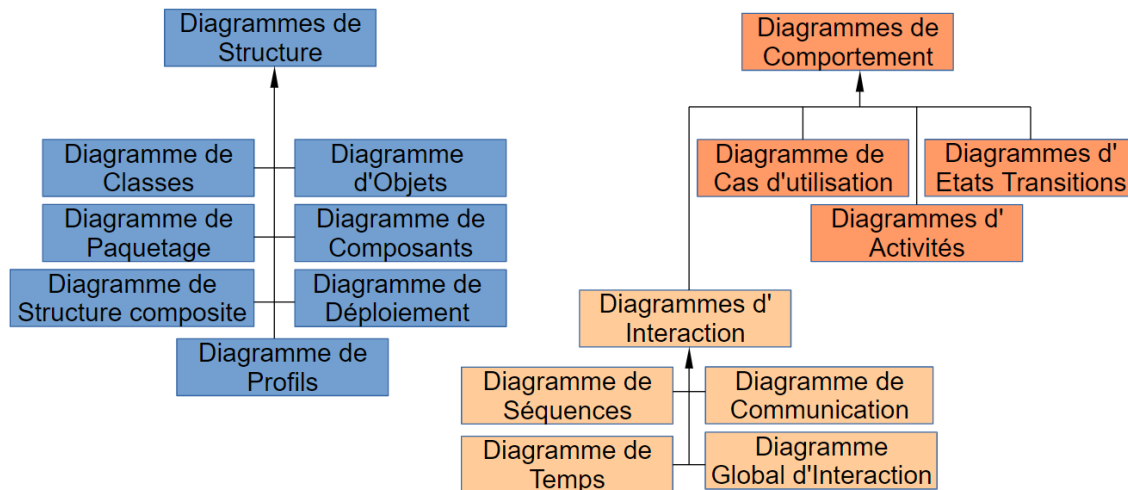 Diagrammes de
Structure
Diagramme de
Classes
Diagramme
d'Objets
Diagramme de
Paquetage
Diagramme de
Composants
Diagramme de
Structure composite
Diagramme de
Déploiement
Diagramme de
Profils
Diagrammes de
Comportement
Diagramme de
Cas d'utilisation
Diagrammes d'
Etats Transitions
Diagrammes d'
Activités
Diagrammes d'
Interaction
Diagramme de
Séquences
Diagramme de
Communication
Diagramme de
Temps
Diagramme
Global d'Interaction